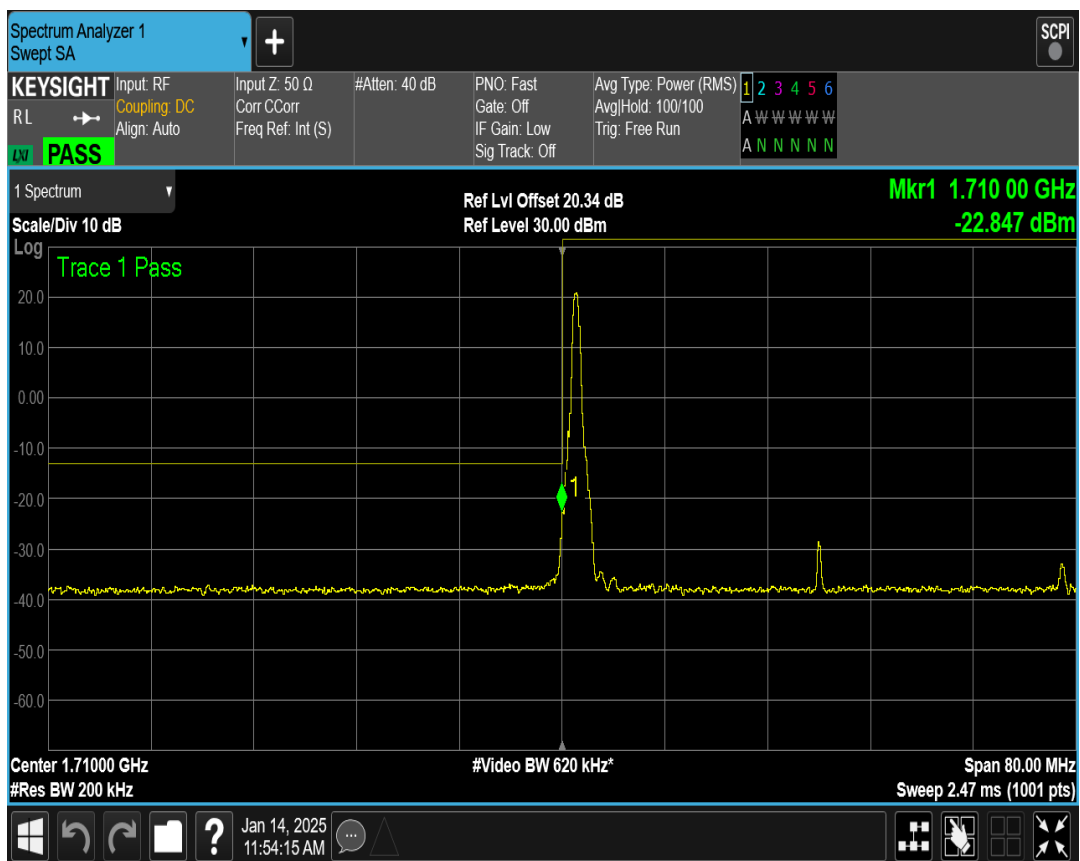 Spectrum Analyzer 1
Swept SA
+
SCPI
KEYSIGHT
RL
LXI PASS
Input: RF
Coupling: DC
Align: Auto
Input Z: 50 Ω
Corr CCorr
Freq Ref: Int (S)
#Atten: 40 dB
PNO: Fast
Gate: Off
IF Gain: Low
Sig Track: Off
Avg Type: Power (RMS)
Avg|Hold: 100/100
Trig: Free Run
1 2 3 4 5 6
A W W W W W
A N N N N N
1 Spectrum
Scale/Div 10 dB
Ref Lvl Offset 20.34 dB
Ref Level 30.00 dBm
Mkr1 1.710 00 GHz
-22.847 dBm
Log
Trace 1 Pass
20.0
10.0
0.00
-10.0
1
-20.0
-30.0
-40.0
-50.0
-60.0
Center 1.71000 GHz
#Video BW 620 kHz*
Span 80.00 MHz
#Res BW 200 kHz
Sweep 2.47 ms (1001 pts)
?
Jan 14, 2025
11:54:15 AM